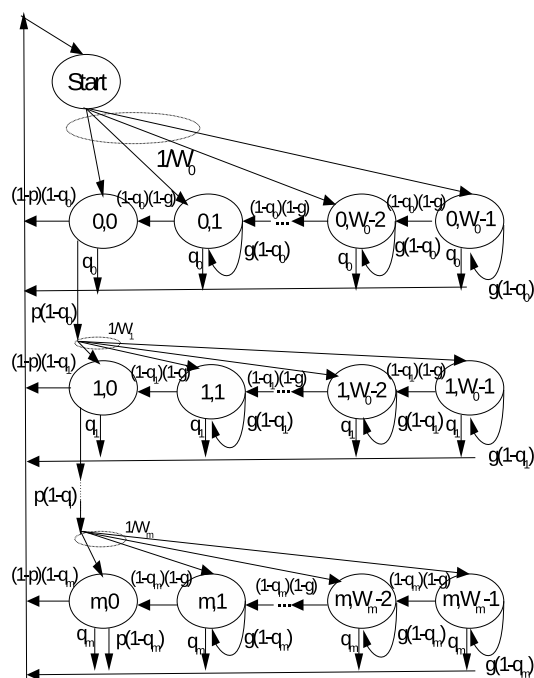 Start
1/W₀
(1-p)(1-q₀) (1-q₀)(1-g) (1-q₀)(1-g) (1-q₀)(1-g)
0,0 0,1 ... 0,W₀-2 0,W₀-1
q₀ q₀ g(1-q₀) q₀ g(1-q₀) q₀ g(1-q₀)
p(1-q₀)
1/W₁
(1-p)(1-q₁) (1-q₁)(1-g) (1-q₁)(1-g) (1-q₁)(1-g)
1,0 1,1 ... 1,W₀-2 1,W₀-1
q₁ q₁ g(1-q₁) q₁ g(1-q₁) q₁ g(1-q₁)
p(1-q)
1/Wₘ
(1-p)(1-qₘ) (1-qₘ)(1-g) (1-qₘ)(1-g) (1-qₘ)(1-g)
m,0 m,1 ... m,Wₘ-2 m,Wₘ-1
qₘ p(1-qₘ) qₘ g(1-qₘ) qₘ g(1-qₘ) qₘ g(1-qₘ)